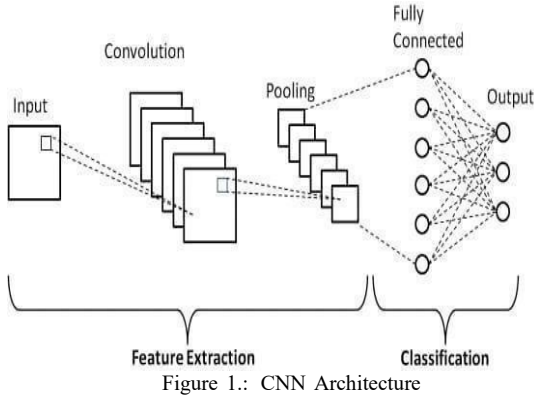 Fully
Connected
Convolution
Pooling
Input
Output
Feature Extraction
Classification
Figure 1.: CNN Architecture